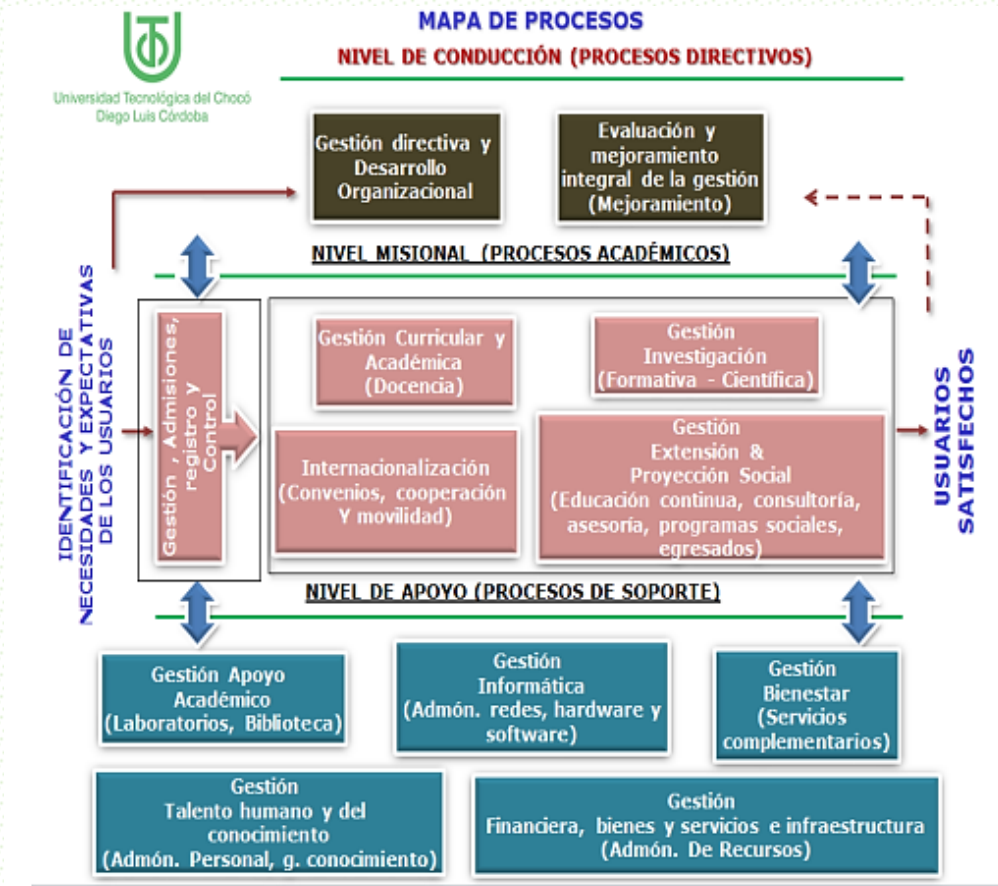 MAPA DE PROCESOS
NIVEL DE CONDUCCIÓN (PROCESOS DIRECTIVOS)
Universidad Tecnológica del Chocó
Diego Luis Córdoba
Gestión directiva y
Desarrollo
Organizacional
Evaluación y
mejoramiento
integral de la gestión
(Mejoramiento)
NIVEL MISIONAL (PROCESOS ACADÉMICOS)
IDENTIFICACIÓN DE
NECESIDADES Y EXPECTATIVAS
DE LOS USUARIOS
Gestión , Admisiones,
registro y
Control
Gestión Curricular y
Académica
(Docencia)
Gestión
Investigación
(Formativa - Científica)
Internacionalización
(Convenios, cooperación
Y movilidad)
Gestión
Extensión &
Proyección Social
(Educación continua, consultoría,
asesoría, programas sociales,
egresados)
USUARIOS
SATISFECHOS
NIVEL DE APOYO (PROCESOS DE SOPORTE)
Gestión Apoyo
Académico
(Laboratorios, Biblioteca)
Gestión
Informática
(Admón. redes, hardware y
software)
Gestión
Bienestar
(Servicios
complementarios)
Gestión
Talento humano y del
conocimiento
(Admón. Personal, g. conocimiento)
Gestión
Financiera, bienes y servicios e infraestructura
(Admón. De Recursos)